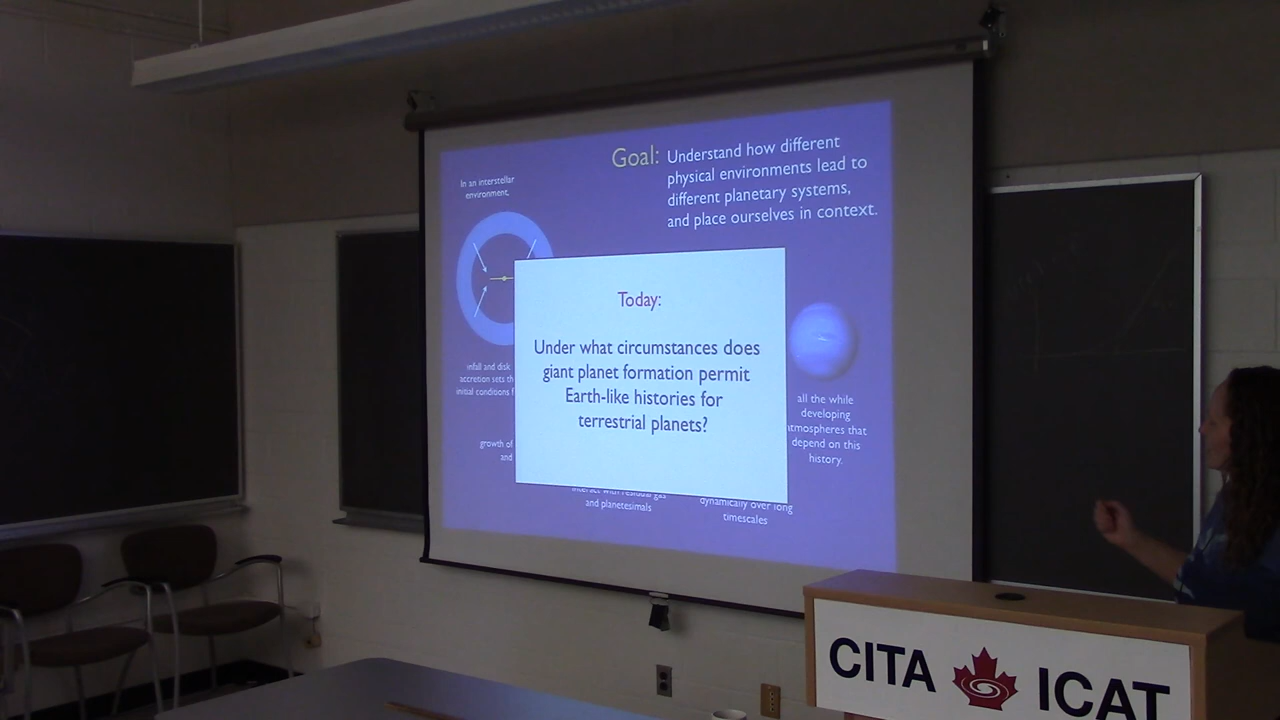 Goal: Understand how different
physical environments lead to
different planetary systems,
and place ourselves in context.
In an interstellar
environment,
infall and disk
accretion sets th
initial conditions f
growth of
and
Today:
Under what circumstances does
giant planet formation permit
Earth-like histories for
terrestrial planets?
all the while
developing
atmospheres that
depend on this
history.
interact with residual gas
and planetesimals
dynamically over long
timescales
CITA ICAT